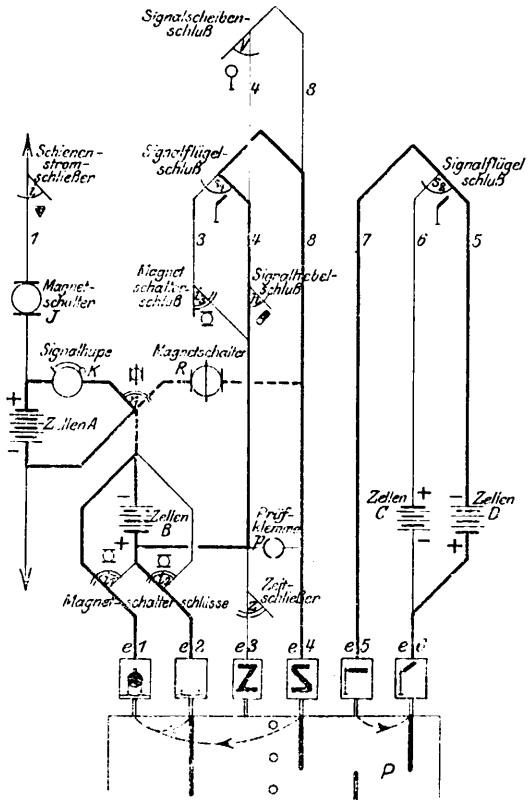 Signalscheiben-
schluß
4
8
Schienen-
strom-
schließer
1
Signalflügel-
schluß
3
4
8
Magnet
schalter-
schluß
Signalhebel-
schluß
Signalflügel
schluß
7
6
5
Magnet-
schalter
J
Signalhupe
K
Magnetschalter
R
+
Zellen A
-
-
Zellen
B
+
Prüf-
klemme
P
Zellen
C
+
-
-
Zellen
D
+
Magnet-schalter schlüsse
Zeit-
schließer
e 1
e 2
e 3
e 4
e 5
e 6
P